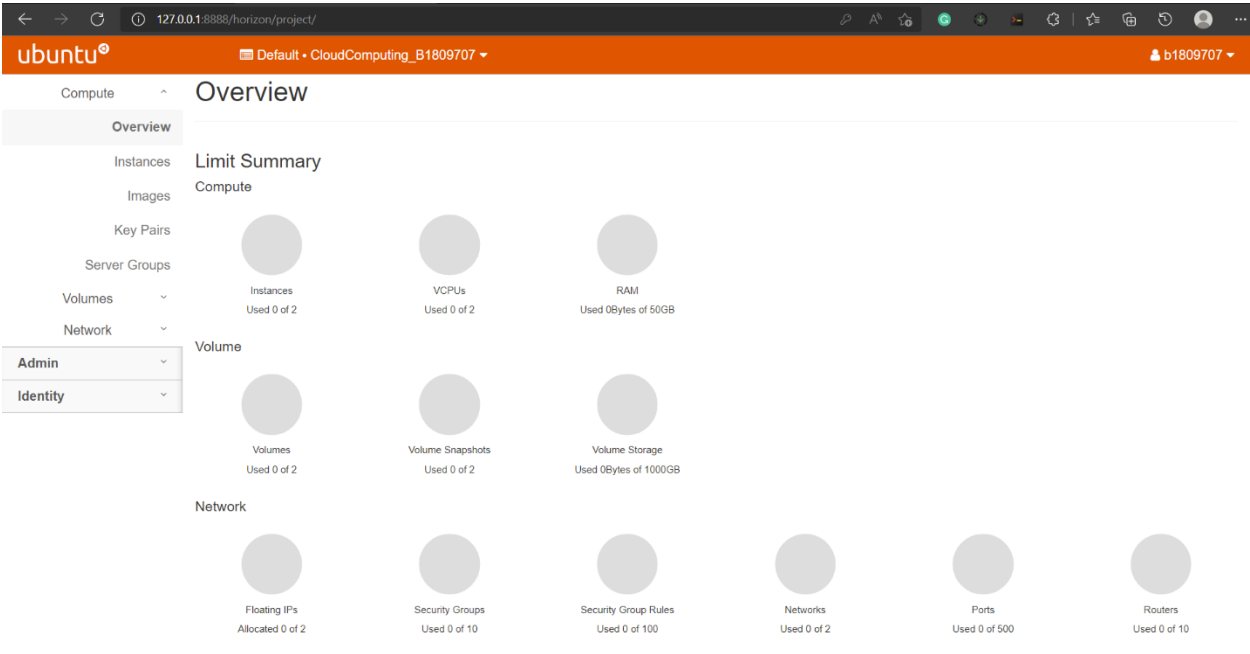 127.0.0.1:8888/horizon/project/
ubuntu
Default • CloudComputing_B1809707
b1809707
Compute
Overview
Instances
Images
Key Pairs
Server Groups
Volumes
Network
Admin
Identity
Overview
Limit Summary
Compute
Instances
Used 0 of 2
VCPUs
Used 0 of 2
RAM
Used 0Bytes of 50GB
Volume
Volumes
Used 0 of 2
Volume Snapshots
Used 0 of 2
Volume Storage
Used 0Bytes of 1000GB
Network
Floating IPs
Allocated 0 of 2
Security Groups
Used 0 of 10
Security Group Rules
Used 0 of 100
Networks
Used 0 of 2
Ports
Used 0 of 500
Routers
Used 0 of 10